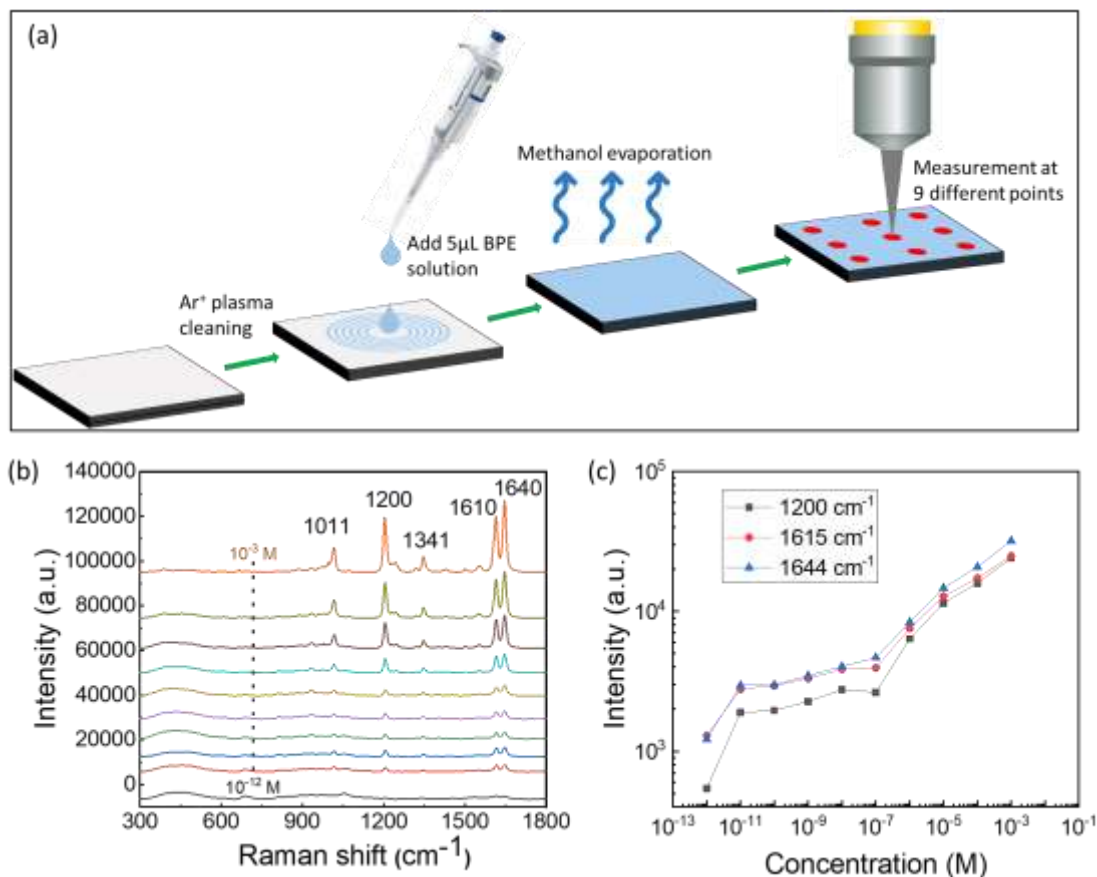 (a)
Ar⁺ plasma
cleaning
Add 5µL BPE
solution
Methanol evaporation
Measurement at
9 different points
(b)
Intensity (a.u.)
140000
120000
100000
80000
60000
40000
20000
0
1011
1200
1341
1610
1640
10⁻³ M
10⁻¹² M
300
600
900
1200
1500
1800
Raman shift (cm⁻¹)
(c)
Intensity (a.u.)
10⁵
10⁴
10³
1200 cm⁻¹
1615 cm⁻¹
1644 cm⁻¹
10⁻¹³
10⁻¹¹
10⁻⁹
10⁻⁷
10⁻⁵
10⁻³
10⁻¹
Concentration (M)